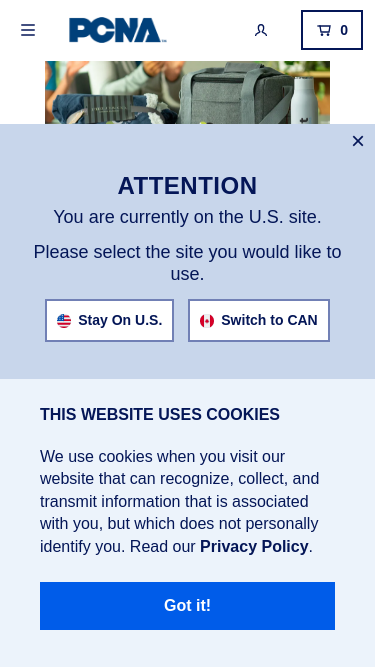 PCNA
0
ATTENTION
You are currently on the U.S. site.
Please select the site you would like to
use.
Stay On U.S.
Switch to CAN
THIS WEBSITE USES COOKIES
We use cookies when you visit our
website that can recognize, collect, and
transmit information that is associated
with you, but which does not personally
identify you. Read our Privacy Policy.
Got it!